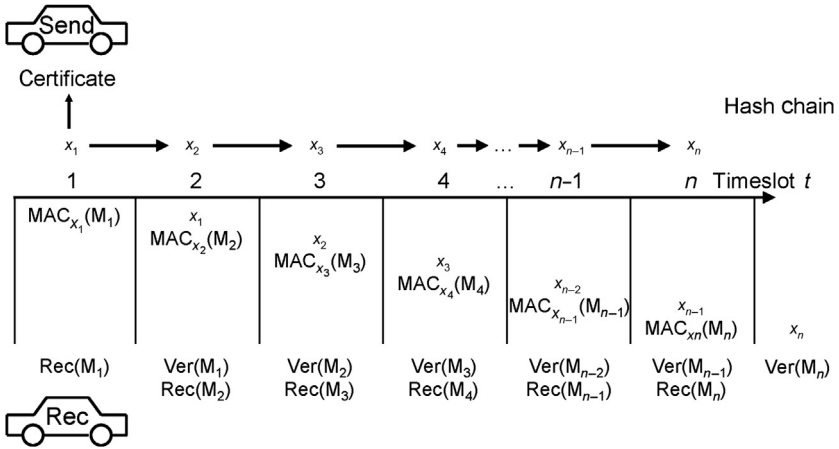 Send
Certificate
Hash chain
x₁ x₂ x₃ x₄ ... xₙ₋₁ xₙ
1 2 3 4 ... n–1 n Timeslot t
MACx₁(M₁) x₁ x₂ x₃ xₙ₋₂ xₙ₋₁ xₙ
MACx₂(M₂) MACx₃(M₃) MACx₄(M₄) MACxₙ₋₁(Mₙ₋₁) MACxn(Mₙ)
Rec(M₁) Ver(M₁) Ver(M₂) Ver(M₃) Ver(Mₙ₋₂) Ver(Mₙ₋₁) Ver(Mₙ)
Rec(M₂) Rec(M₃) Rec(M₄) Rec(Mₙ₋₁) Rec(Mₙ)
Rec